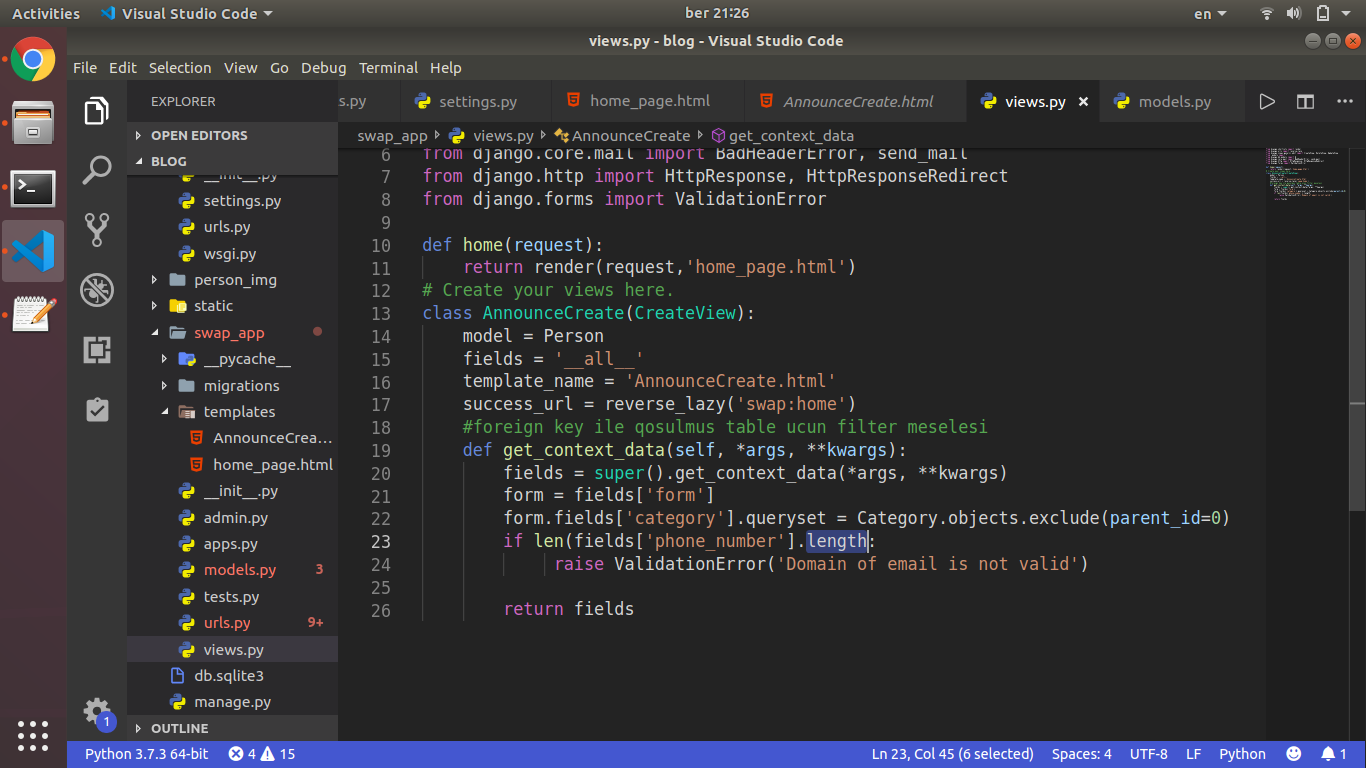 Activities Visual Studio Code ber 21:26 en
views.py - blog - Visual Studio Code
File Edit Selection View Go Debug Terminal Help
EXPLORER
OPEN EDITORS
BLOG
__init__.py
settings.py
urls.py
wsgi.py
person_img
static
swap_app
__pycache__
migrations
templates
AnnounceCrea...
home_page.html
__init__.py
admin.py
apps.py
models.py 3
tests.py
urls.py 9+
views.py
db.sqlite3
manage.py
OUTLINE
1
s.py settings.py home_page.html AnnounceCreate.html views.py × models.py
swap_app views.py AnnounceCreate get_context_data
6 from django.core.mail import BadHeaderError, send_mail
7 from django.http import HttpResponse, HttpResponseRedirect
8 from django.forms import ValidationError
9
10 def home(request):
11     return render(request,'home_page.html')
12 # Create your views here.
13 class AnnounceCreate(CreateView):
14     model = Person
15     fields = '__all__'
16     template_name = 'AnnounceCreate.html'
17     success_url = reverse_lazy('swap:home')
18     #foreign key ile qosulmus table ucun filter meselesi
19     def get_context_data(self, *args, **kwargs):
20         fields = super().get_context_data(*args, **kwargs)
21         form = fields['form']
22         form.fields['category'].queryset = Category.objects.exclude(parent_id=0)
23         if len(fields['phone_number'].length:
24              raise ValidationError('Domain of email is not valid')
25
26         return fields
Python 3.7.3 64-bit 4 15 Ln 23, Col 45 (6 selected) Spaces: 4 UTF-8 LF Python 1